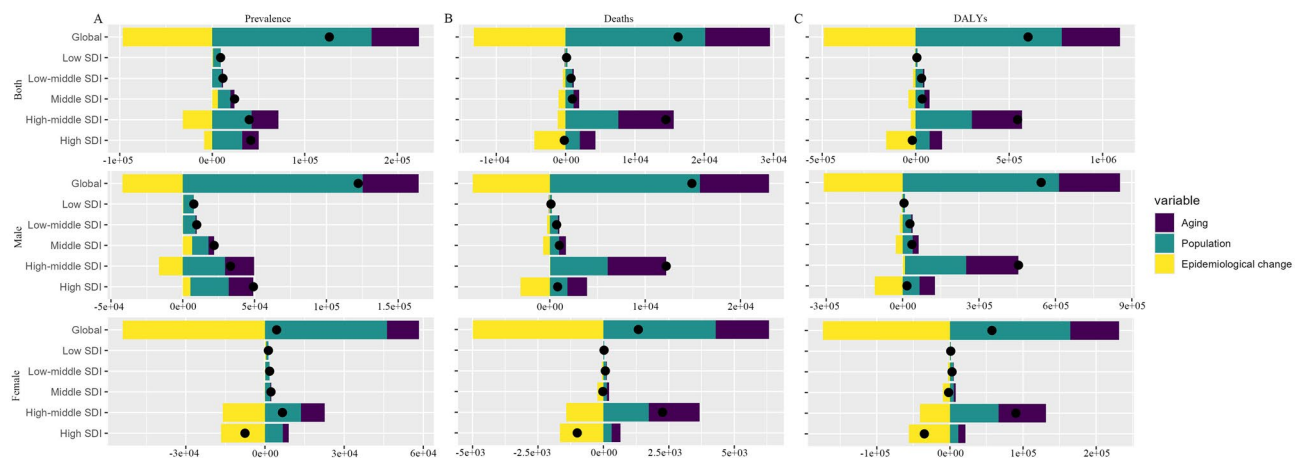 A Prevalence B Deaths C DALYs
Both
Global
Low SDI
Low-middle SDI
Middle SDI
High-middle SDI
High SDI
-1e+05 0e+00 1e+05 2e+05
-1e+04 0e+00 1e+04 2e+04 3e+04
-5e+05 0e+00 5e+05 1e+06
Male
Global
Low SDI
Low-middle SDI
Middle SDI
High-middle SDI
High SDI
-5e+04 0e+00 5e+04 1e+05
0e+00 1e+04 2e+04
-3e+05 0e+00 3e+05 6e+05 9e+05
Female
Global
Low SDI
Low-middle SDI
Middle SDI
High-middle SDI
High SDI
-3e+04 0e+00 3e+04 6e+04
-5e+03 -2.5e+03 0e+00 2.5e+03 5e+03
-1e+05 0e+00 1e+05 2e+05
variable
Aging
Population
Epidemiological change